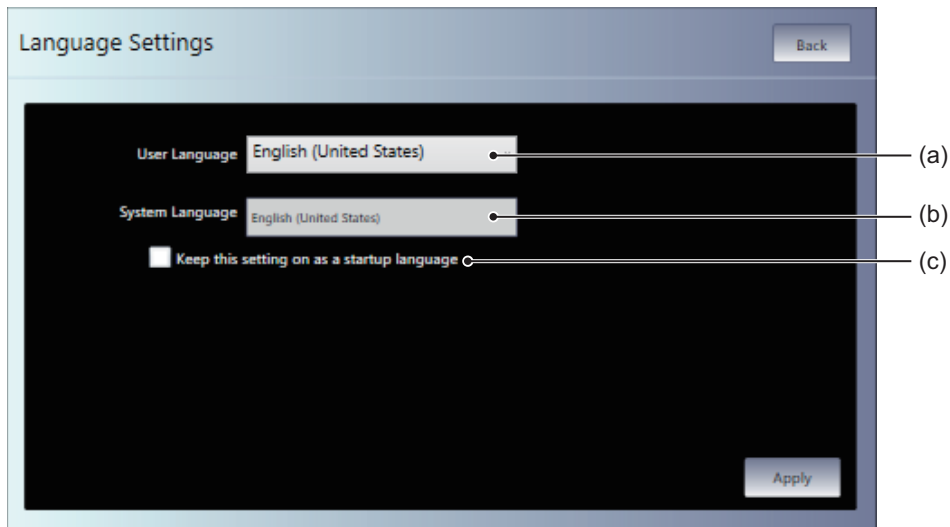 Language Settings
Back
User Language English (United States) (a)
System Language English (United States) (b)
Keep this setting on as a startup language (c)
Apply